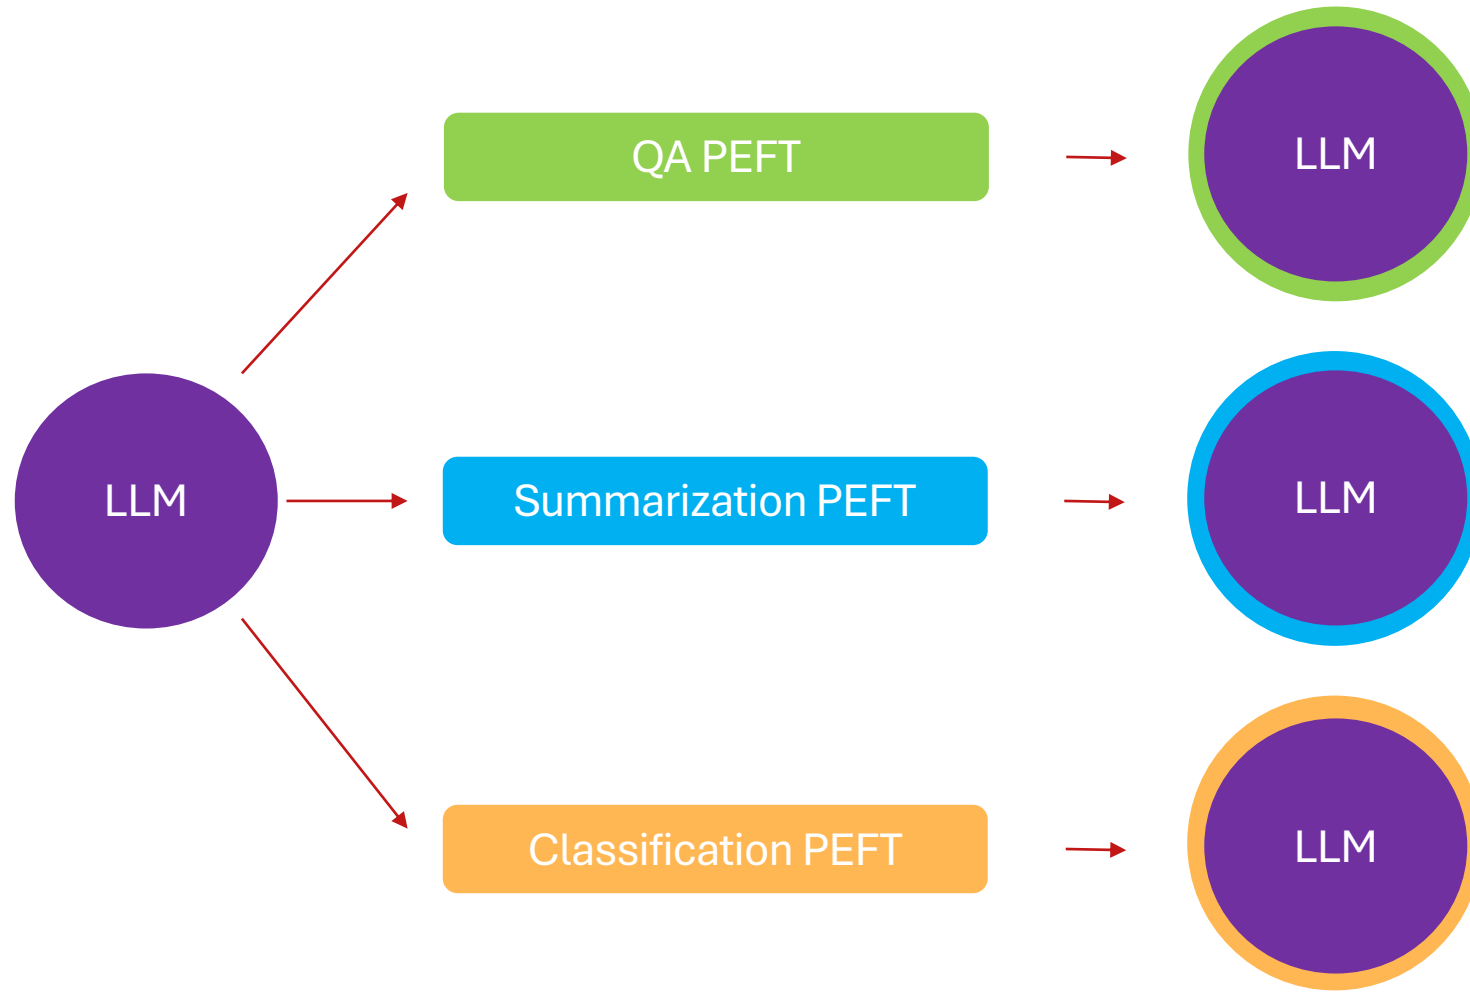 QA PEFT
LLM
LLM
Summarization PEFT
LLM
Classification PEFT
LLM